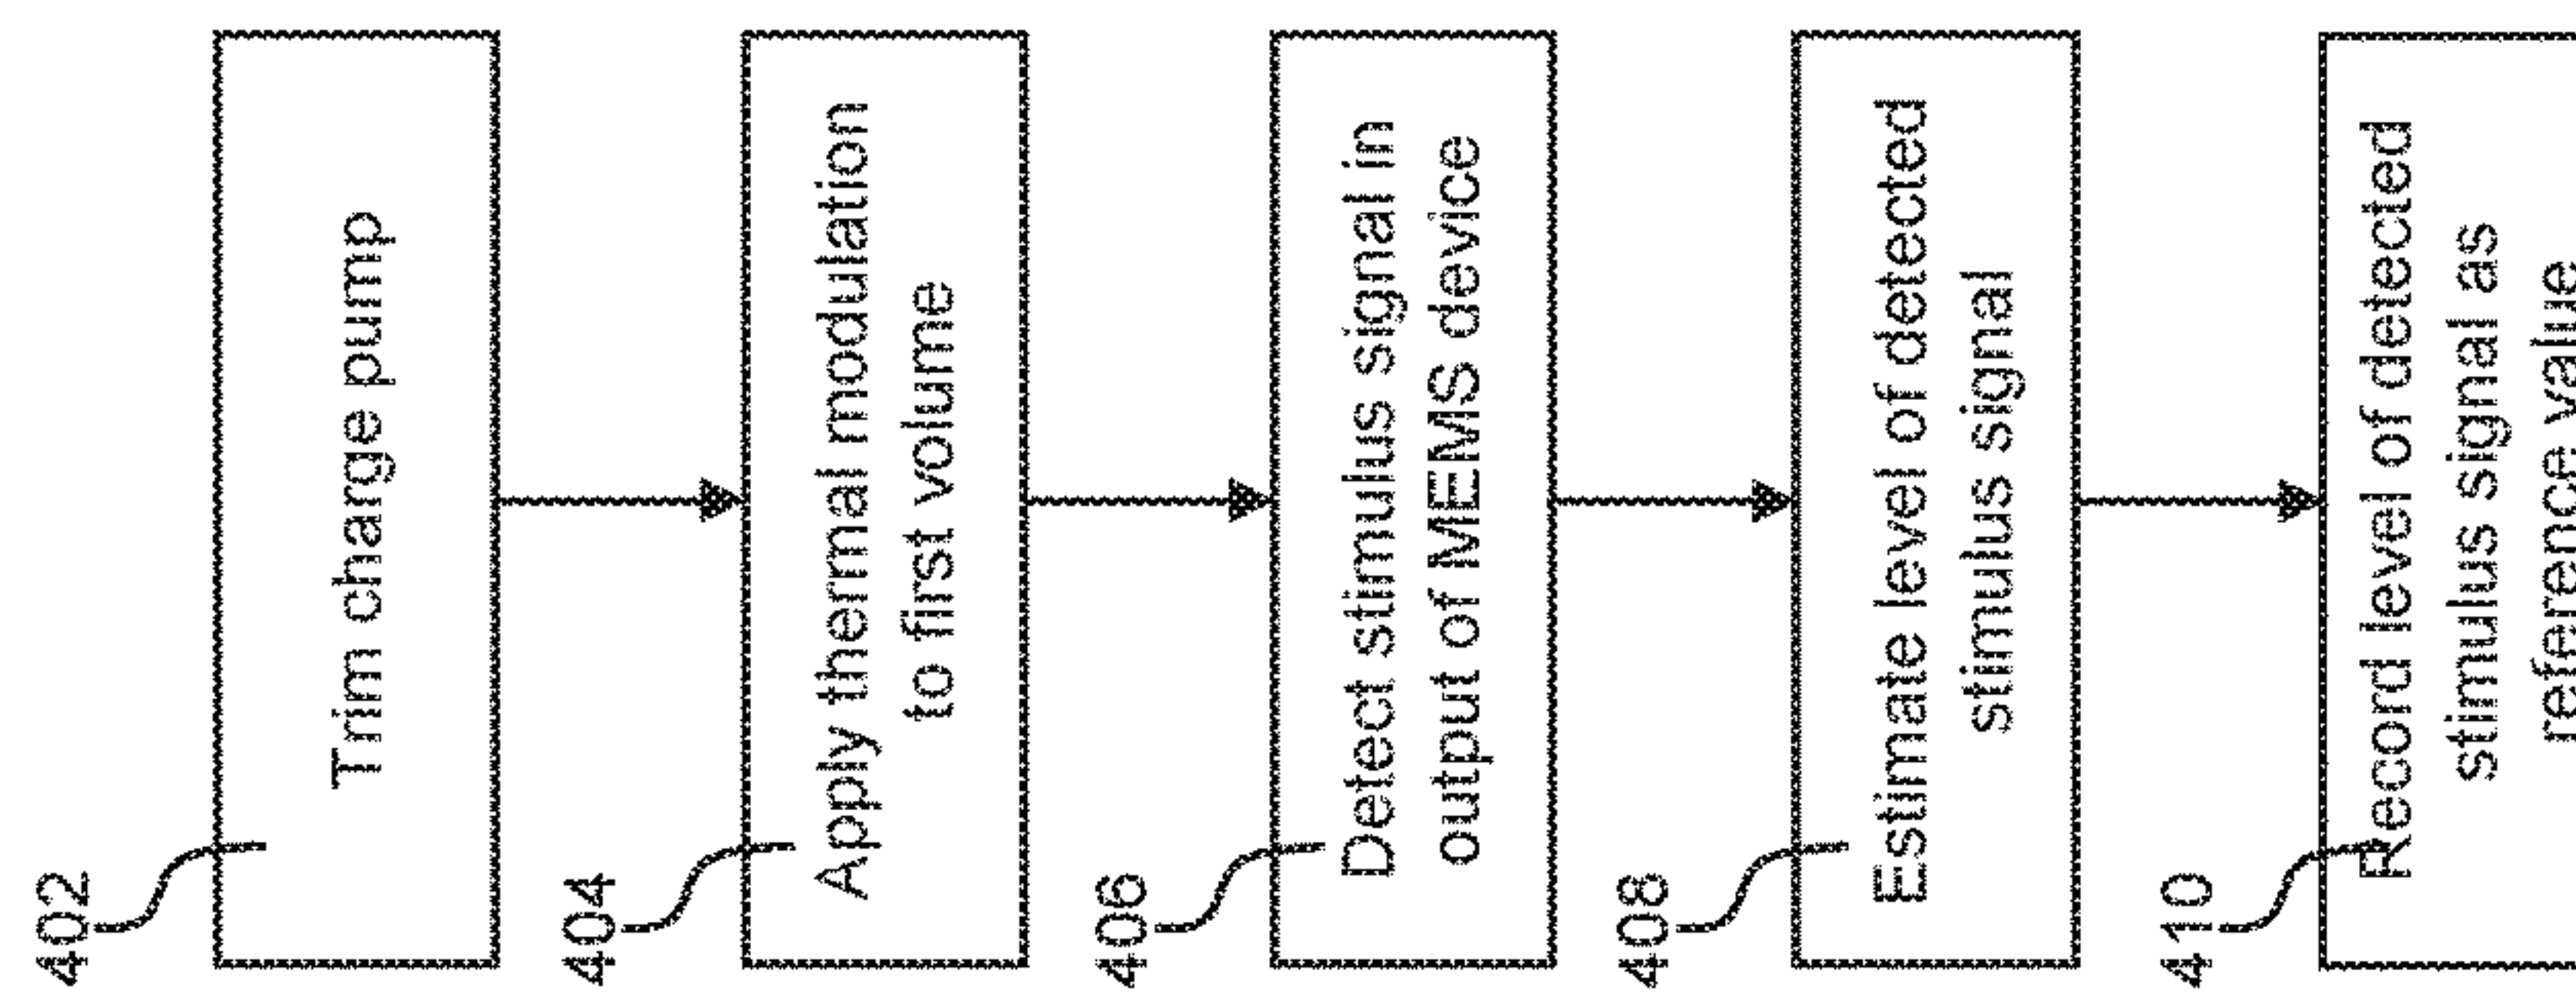 402
Trim charge pump
404
Apply thermal modulation
to first volume
406
Detect stimulus signal in
output of MEMS device
408
Estimate level of detected
stimulus signal
410
Record level of detected
stimulus signal as
reference value